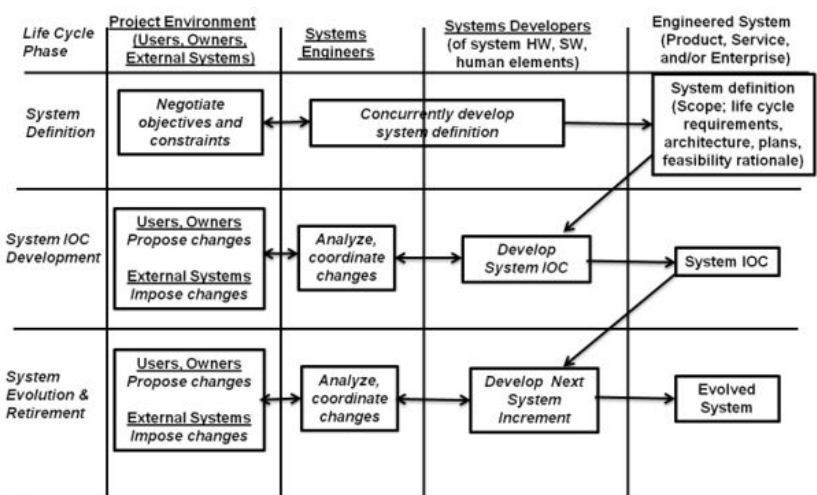 Life Cycle
Phase
Project Environment
(Users, Owners,
External Systems)
Systems
Engineers
Systems Developers
(of system HW, SW,
human elements)
Engineered System
(Product, Service,
and/or Enterprise)
System
Definition
Negotiate
objectives and
constraints
Concurrently develop
system definition
System definition
(Scope; life cycle
requirements,
architecture, plans,
feasibility rationale)
System IOC
Development
Users, Owners
Propose changes
External Systems
Impose changes
Analyze,
coordinate
changes
Develop
System IOC
System IOC
System
Evolution &
Retirement
Users, Owners
Propose changes
External Systems
Impose changes
Analyze,
coordinate
changes
Develop Next
System
Increment
Evolved
System